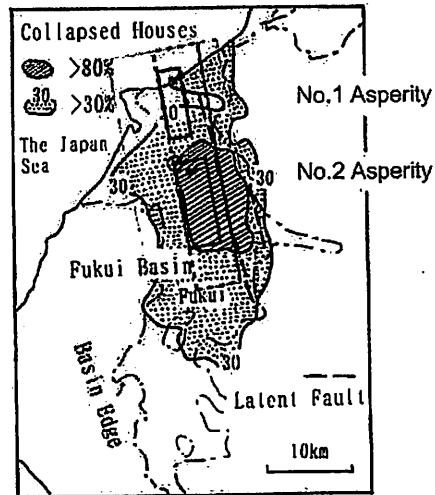 Collapsed Houses
>80%
30 >30%
The Japan
Sea
No.1 Asperity
No.2 Asperity
0
30
30
Fukui Basin
Fukui
30
Basin Edge
Latent Fault
10km